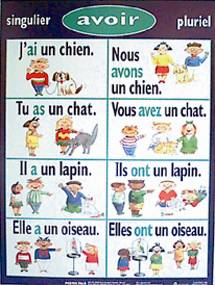 singulier
avoir
pluriel
J'ai un chien.
Nous
avons
un chien.
Tu as un chat.
Vous avez un chat.
Il a un lapin.
Ils ont un lapin.
Elle a un oiseau.
Elles ont un oiseau.